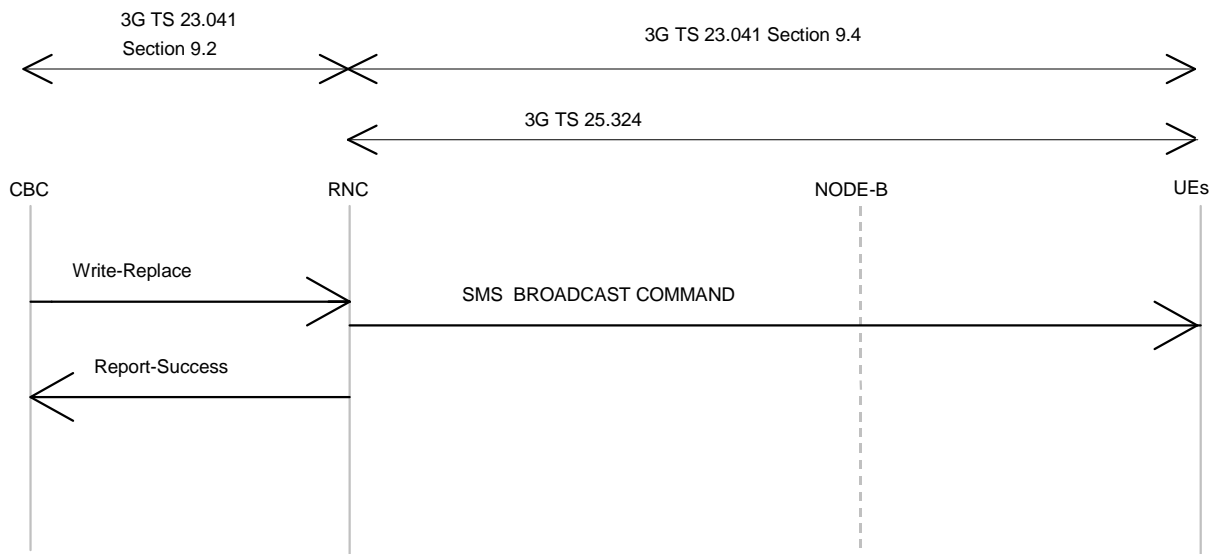 3G TS 23.041
Section 9.2
3G TS 23.041 Section 9.4
3G TS 25.324
CBC
RNC
NODE-B
UEs
Write-Replace
SMS BROADCAST COMMAND
Report-Success